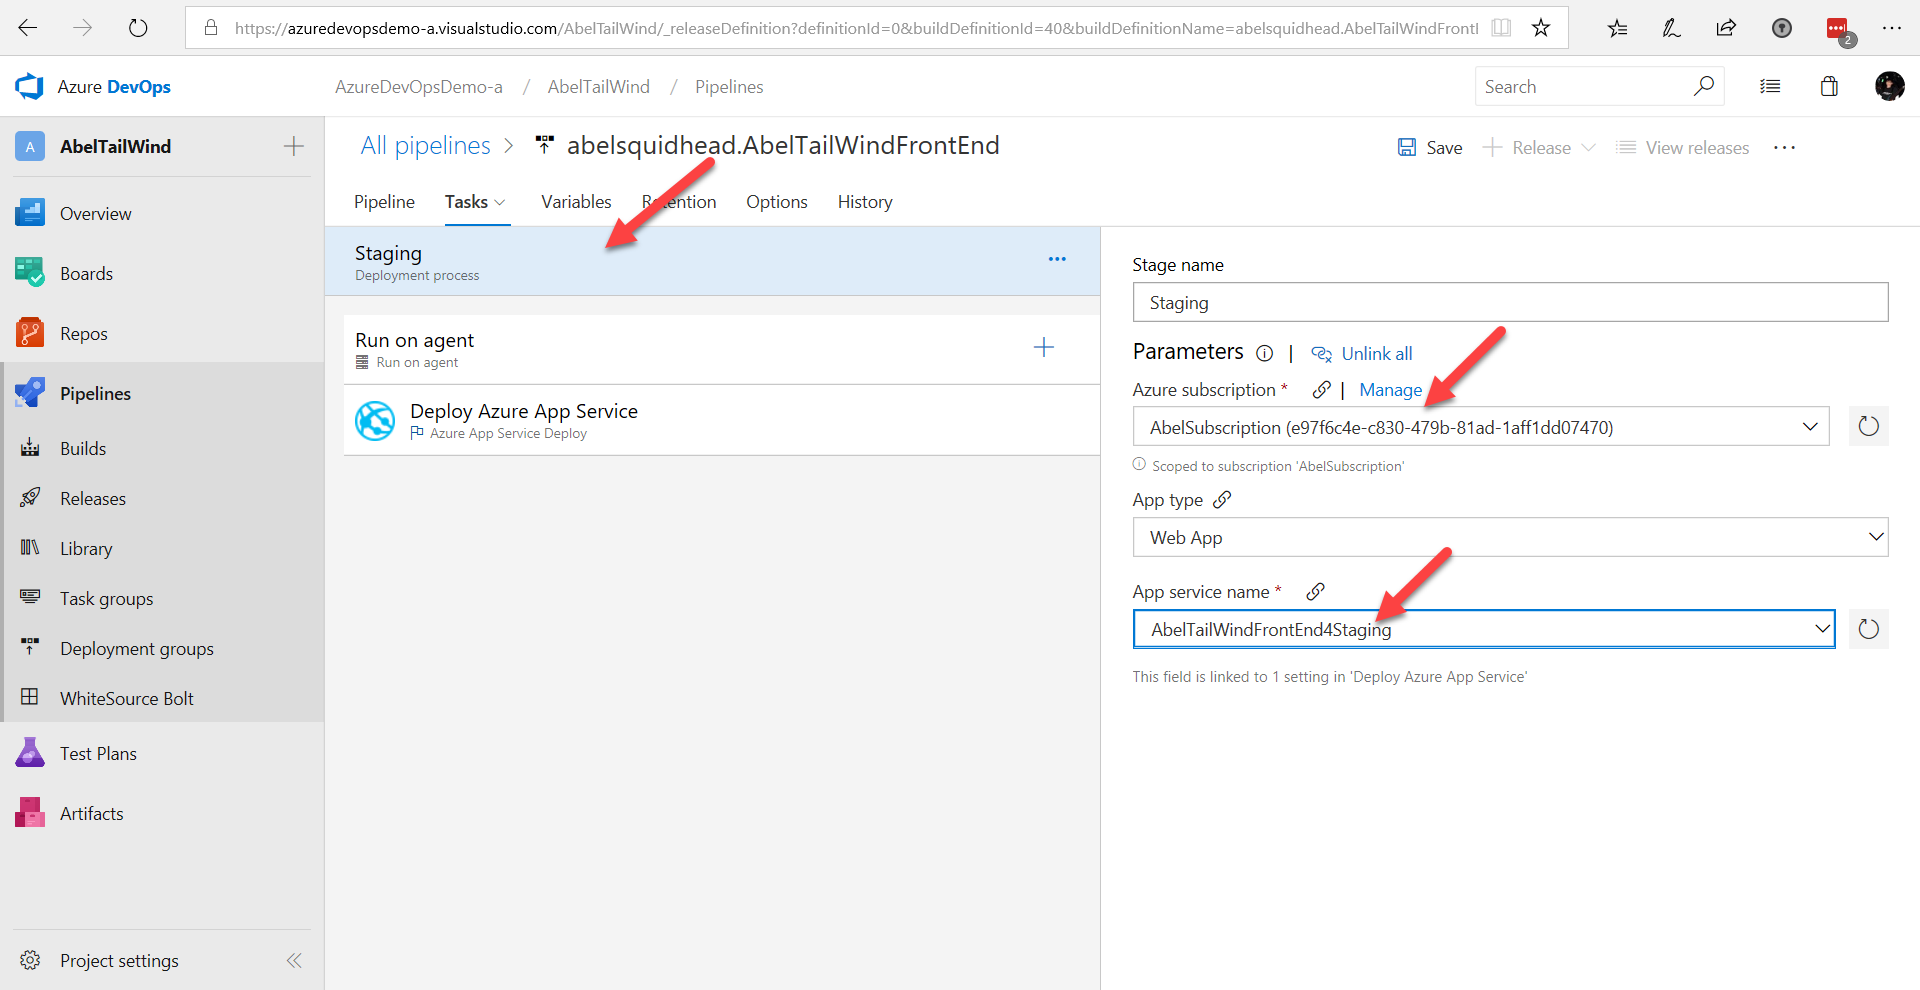 https://azuredevopsdemo-a.visualstudio.com/AbelTailWind/_releaseDefinition?definitionId=0&buildDefinitionId=40&buildDefinitionName=abelsquidhead.AbelTailWindFrontE
2
Azure DevOps
AzureDevOpsDemo-a / AbelTailWind / Pipelines
Search
A AbelTailWind
All pipelines > abelsquidhead.AbelTailWindFrontEnd
Save Release View releases ...
Pipeline Tasks Variables Retention Options History
Overview
Boards
Repos
Pipelines
Builds
Releases
Library
Task groups
Deployment groups
WhiteSource Bolt
Test Plans
Artifacts
Project settings
Staging
Deployment process
Run on agent
Run on agent
Deploy Azure App Service
Azure App Service Deploy
Stage name
Staging
Parameters | Unlink all
Azure subscription * | Manage
AbelSubscription (e97f6c4e-c830-479b-81ad-1aff1dd07470)
Scoped to subscription 'AbelSubscription'
App type
Web App
App service name *
AbelTailWindFrontEnd4Staging
This field is linked to 1 setting in 'Deploy Azure App Service'